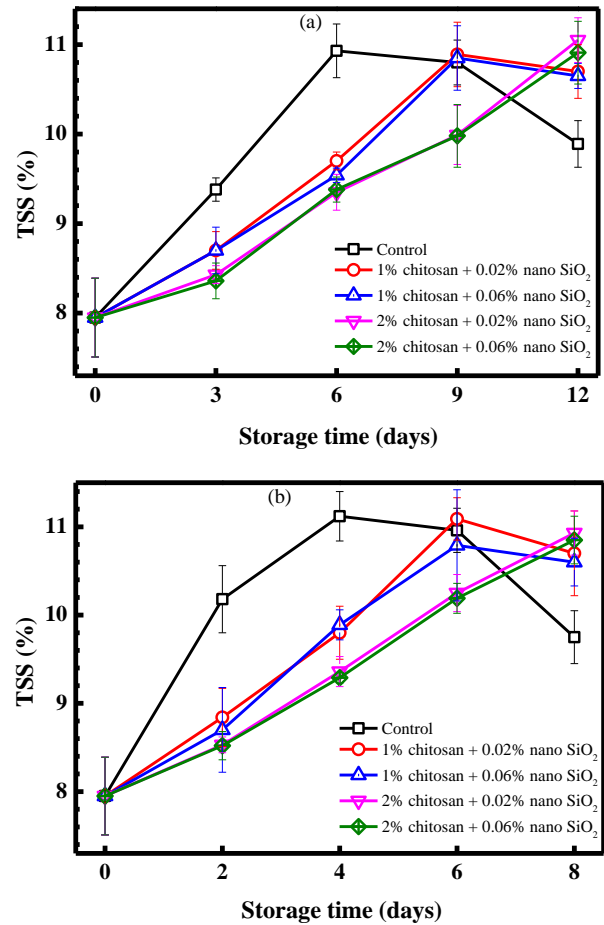 (a)
11
10
9
8
TSS (%)
Control
1% chitosan + 0.02% nano SiO₂
1% chitosan + 0.06% nano SiO₂
2% chitosan + 0.02% nano SiO₂
2% chitosan + 0.06% nano SiO₂
0 3 6 9 12
Storage time (days)
(b)
11
10
9
8
TSS (%)
Control
1% chitosan + 0.02% nano SiO₂
1% chitosan + 0.06% nano SiO₂
2% chitosan + 0.02% nano SiO₂
2% chitosan + 0.06% nano SiO₂
0 2 4 6 8
Storage time (days)